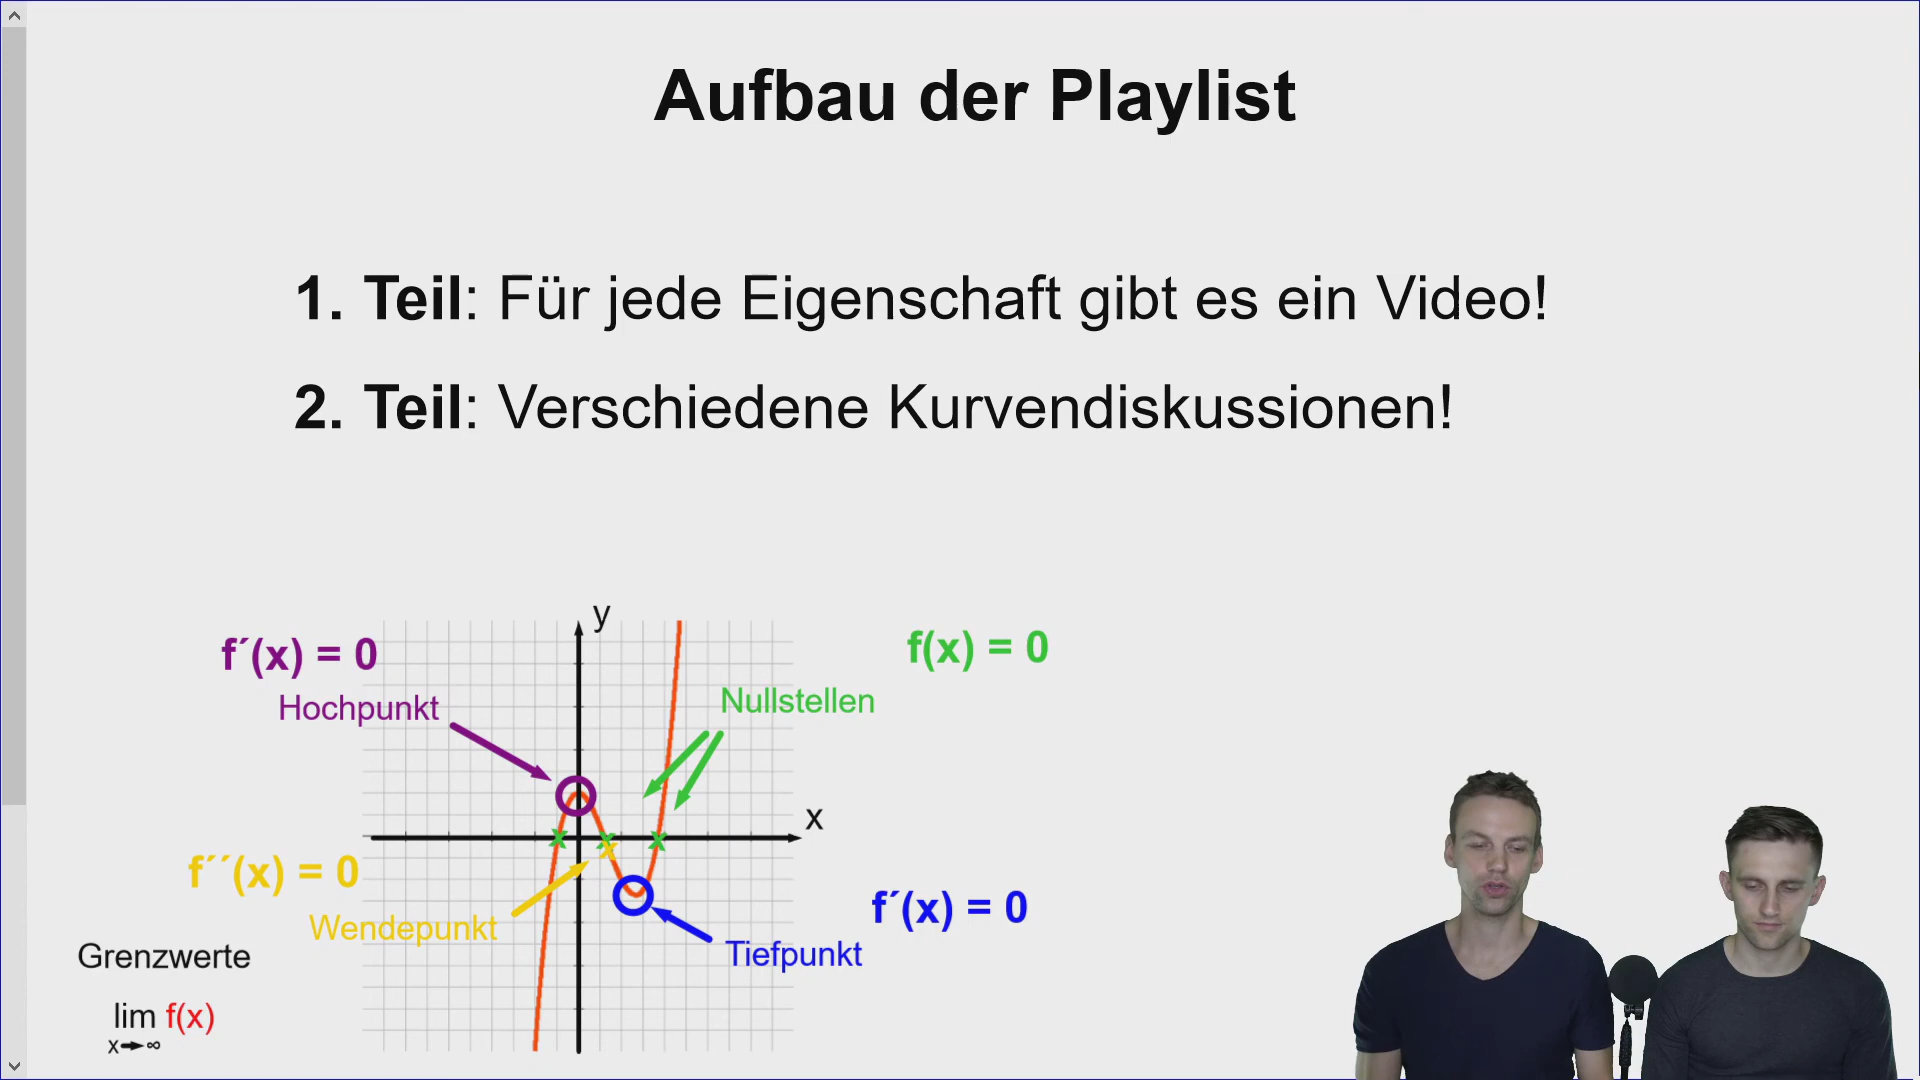 Aufbau der Playlist
1. Teil: Für jede Eigenschaft gibt es ein Video!
2. Teil: Verschiedene Kurvendiskussionen!
y
f´(x) = 0
f(x) = 0
Hochpunkt
Nullstellen
x
f´´(x) = 0
Wendepunkt
f´(x) = 0
Tiefpunkt
Grenzwerte
lim f(x)
x→∞